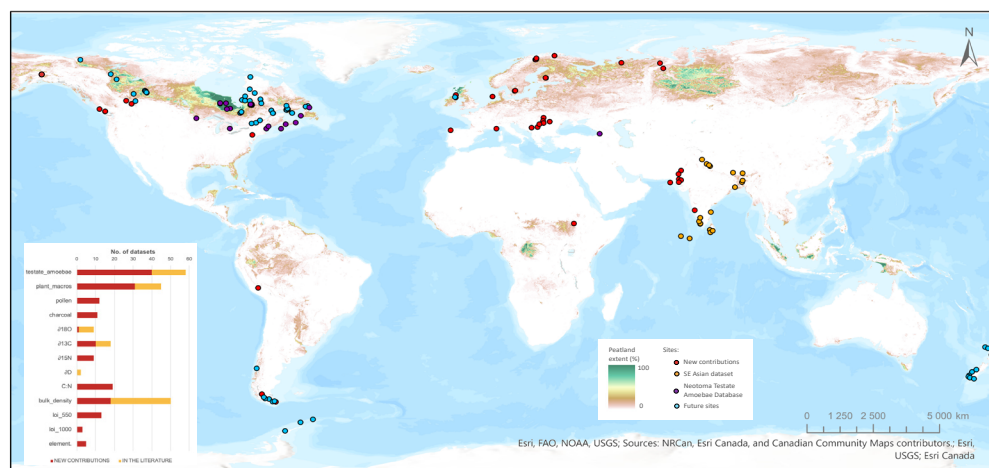 N
No. of datasets
0 10 20 30 40 50 60
testate_amoebae
plant_macros
pollen
charcoal
∂18O
∂13C
∂15N
∂D
C:N
bulk_density
loi_550
loi_1000
element.
NEW CONTRIBUTIONS IN THE LITERATURE
Peatland
extent (%)
100
0
Sites:
New contributions
SE Asian dataset
Neotoma Testate
Amoebae Database
Future sites
0 1 250 2 500 5 000 km
Esri, FAO, NOAA, USGS; Sources: NRCan, Esri Canada, and Canadian Community Maps contributors.; Esri,
USGS; Esri Canada